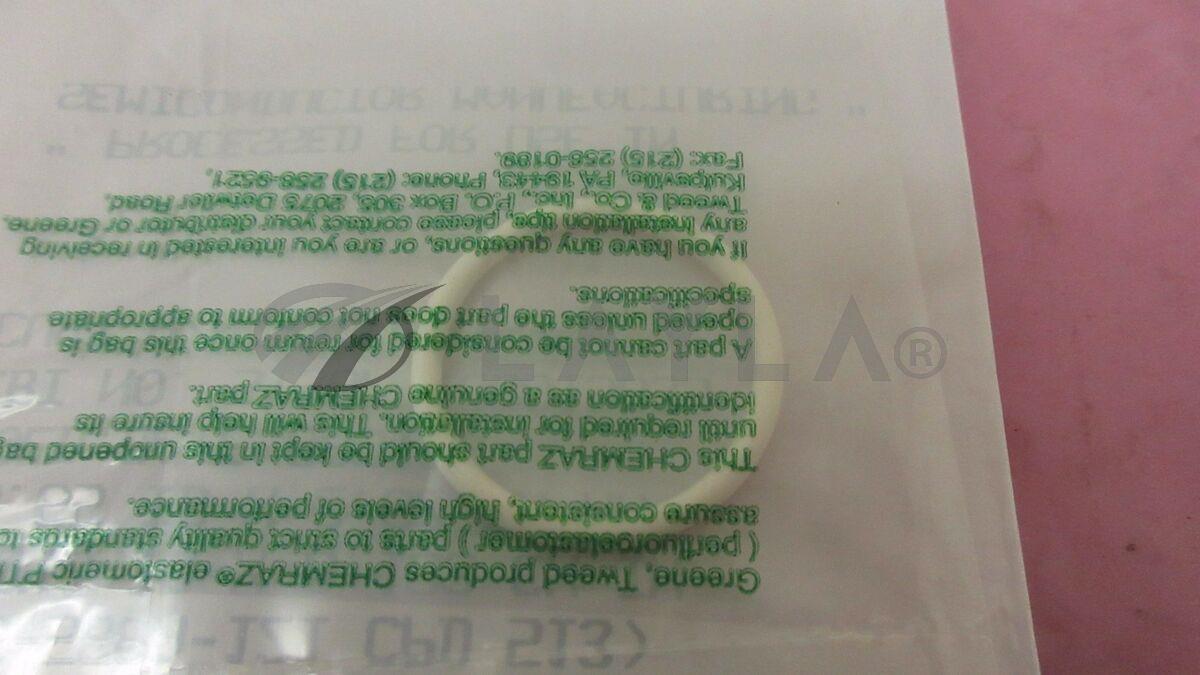 Greene, Tweed produces CHEMRAZ® elastomeric
( perfluoroelastomer ) parts to strict quality standards to
assure consistent, high levels of performance.
This CHEMRAZ part should be kept in this unopened bag
until required for installation. This will help insure its
identification as a genuine CHEMRAZ part.
A part cannot be considered for return once this bag is
opened unless the part does not conform to appropriate
specifications.
If you have any questions, or are you interested in receiving
any installation tips, please contact your distributor or Greene,
Tweed & Co., Inc., P.O. Box 305, 2075 Detwiler Road,
Kulpsville, PA 19443, Phone: (215) 256-9521.
Fax: (215) 256-0189.
" PROCESSED FOR USE IN
SEMICONDUCTOR MANUFACTURING "
CPD 513)
LAYLA®